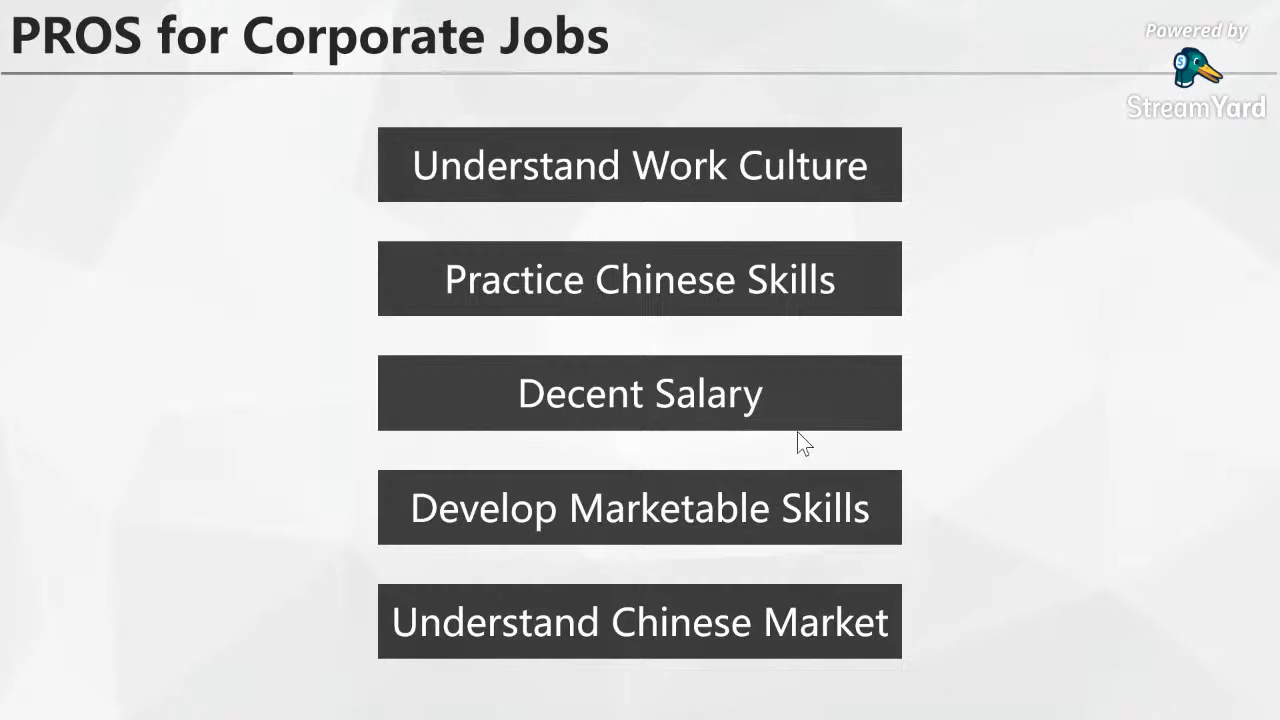 PROS for Corporate Jobs
Powered by
S
StreamYard
Understand Work Culture
Practice Chinese Skills
Decent Salary
Develop Marketable Skills
Understand Chinese Market